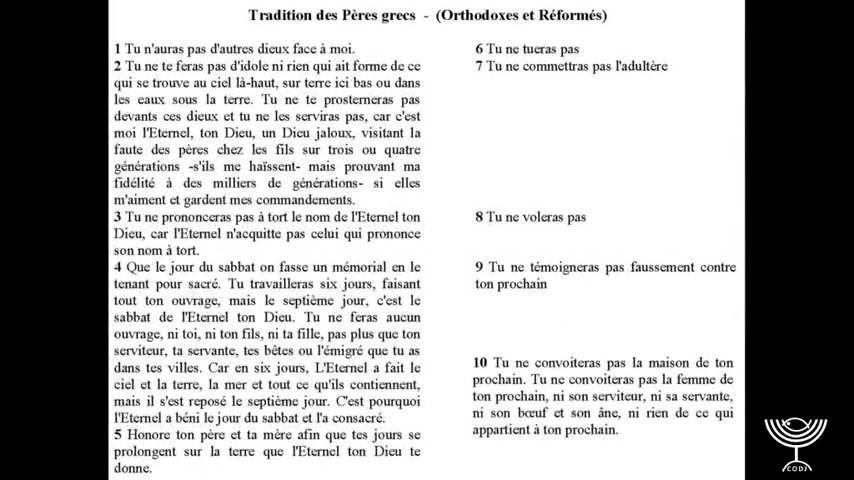 Tradition des Pères grecs - (Orthodoxes et Réformés)
1 Tu n'auras pas d'autres dieux face à moi.
2 Tu ne te feras pas d'idole ni rien qui ait forme de ce
qui se trouve au ciel là-haut, sur terre ici bas ou dans
les eaux sous la terre. Tu ne te prosterneras pas
devants ces dieux et tu ne les serviras pas, car c'est
moi l'Eternel, ton Dieu, un Dieu jaloux, visitant la
faute des pères chez les fils sur trois ou quatre
générations -s'ils me haïssent- mais prouvant ma
fidélité à des milliers de générations- si elles
m'aiment et gardent mes commandements.
3 Tu ne prononceras pas à tort le nom de l'Eternel ton
Dieu, car l'Eternel n'acquitte pas celui qui prononce
son nom à tort.
4 Que le jour du sabbat on fasse un mémorial en le
tenant pour sacré. Tu travailleras six jours, faisant
tout ton ouvrage, mais le septième jour, c'est le
sabbat de l'Eternel ton Dieu. Tu ne feras aucun
ouvrage, ni toi, ni ton fils, ni ta fille, pas plus que ton
serviteur, ta servante, tes bêtes ou l'émigré que tu as
dans tes villes. Car en six jours, L'Eternel a fait le
ciel et la terre, la mer et tout ce qu'ils contiennent,
mais il s'est reposé le septième jour. C'est pourquoi
l'Eternel a béni le jour du sabbat et l'a consacré.
5 Honore ton père et ta mère afin que tes jours se
prolongent sur la terre que l'Eternel ton Dieu te
donne.
6 Tu ne tueras pas
7 Tu ne commettras pas l'adultère
8 Tu ne voleras pas
9 Tu ne témoigneras pas faussement contre
ton prochain
10 Tu ne convoiteras pas la maison de ton
prochain. Tu ne convoiteras pas la femme de
ton prochain, ni son serviteur, ni sa servante,
ni son bœuf et son âne, ni rien de ce qui
appartient à ton prochain.
CODJ